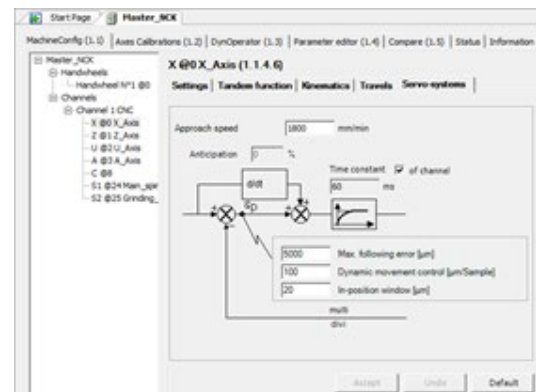 Start Page Master_NCK
MachineConfig (1.1) Axes Calibrations (1.2) DynOperator (1.3) Parameter editor (1.4) Compare (1.5) Status Information
Master_NCK
Handwheels
Handwheel N°1 @0
Channels
Channel 1 CNC
X @0 X_Axis
Z @1 Z_Axis
U @2 U_Axis
A @3 A_Axis
C @8
S1 @24 Main_spir
S2 @25 Grinding_
X @0 X_Axis (1.1.4.6)
Settings Tandem function Kinematics Travels Servo-systems
Approach speed 1800 mm/min
Anticipation 0 %
Time constant of channel
d/dt 60 ms
5000 Max. following error [µm]
100 Dynamic movement control [µm/Sample]
20 In-position window [µm]
multi
divi
Accept Undo Default